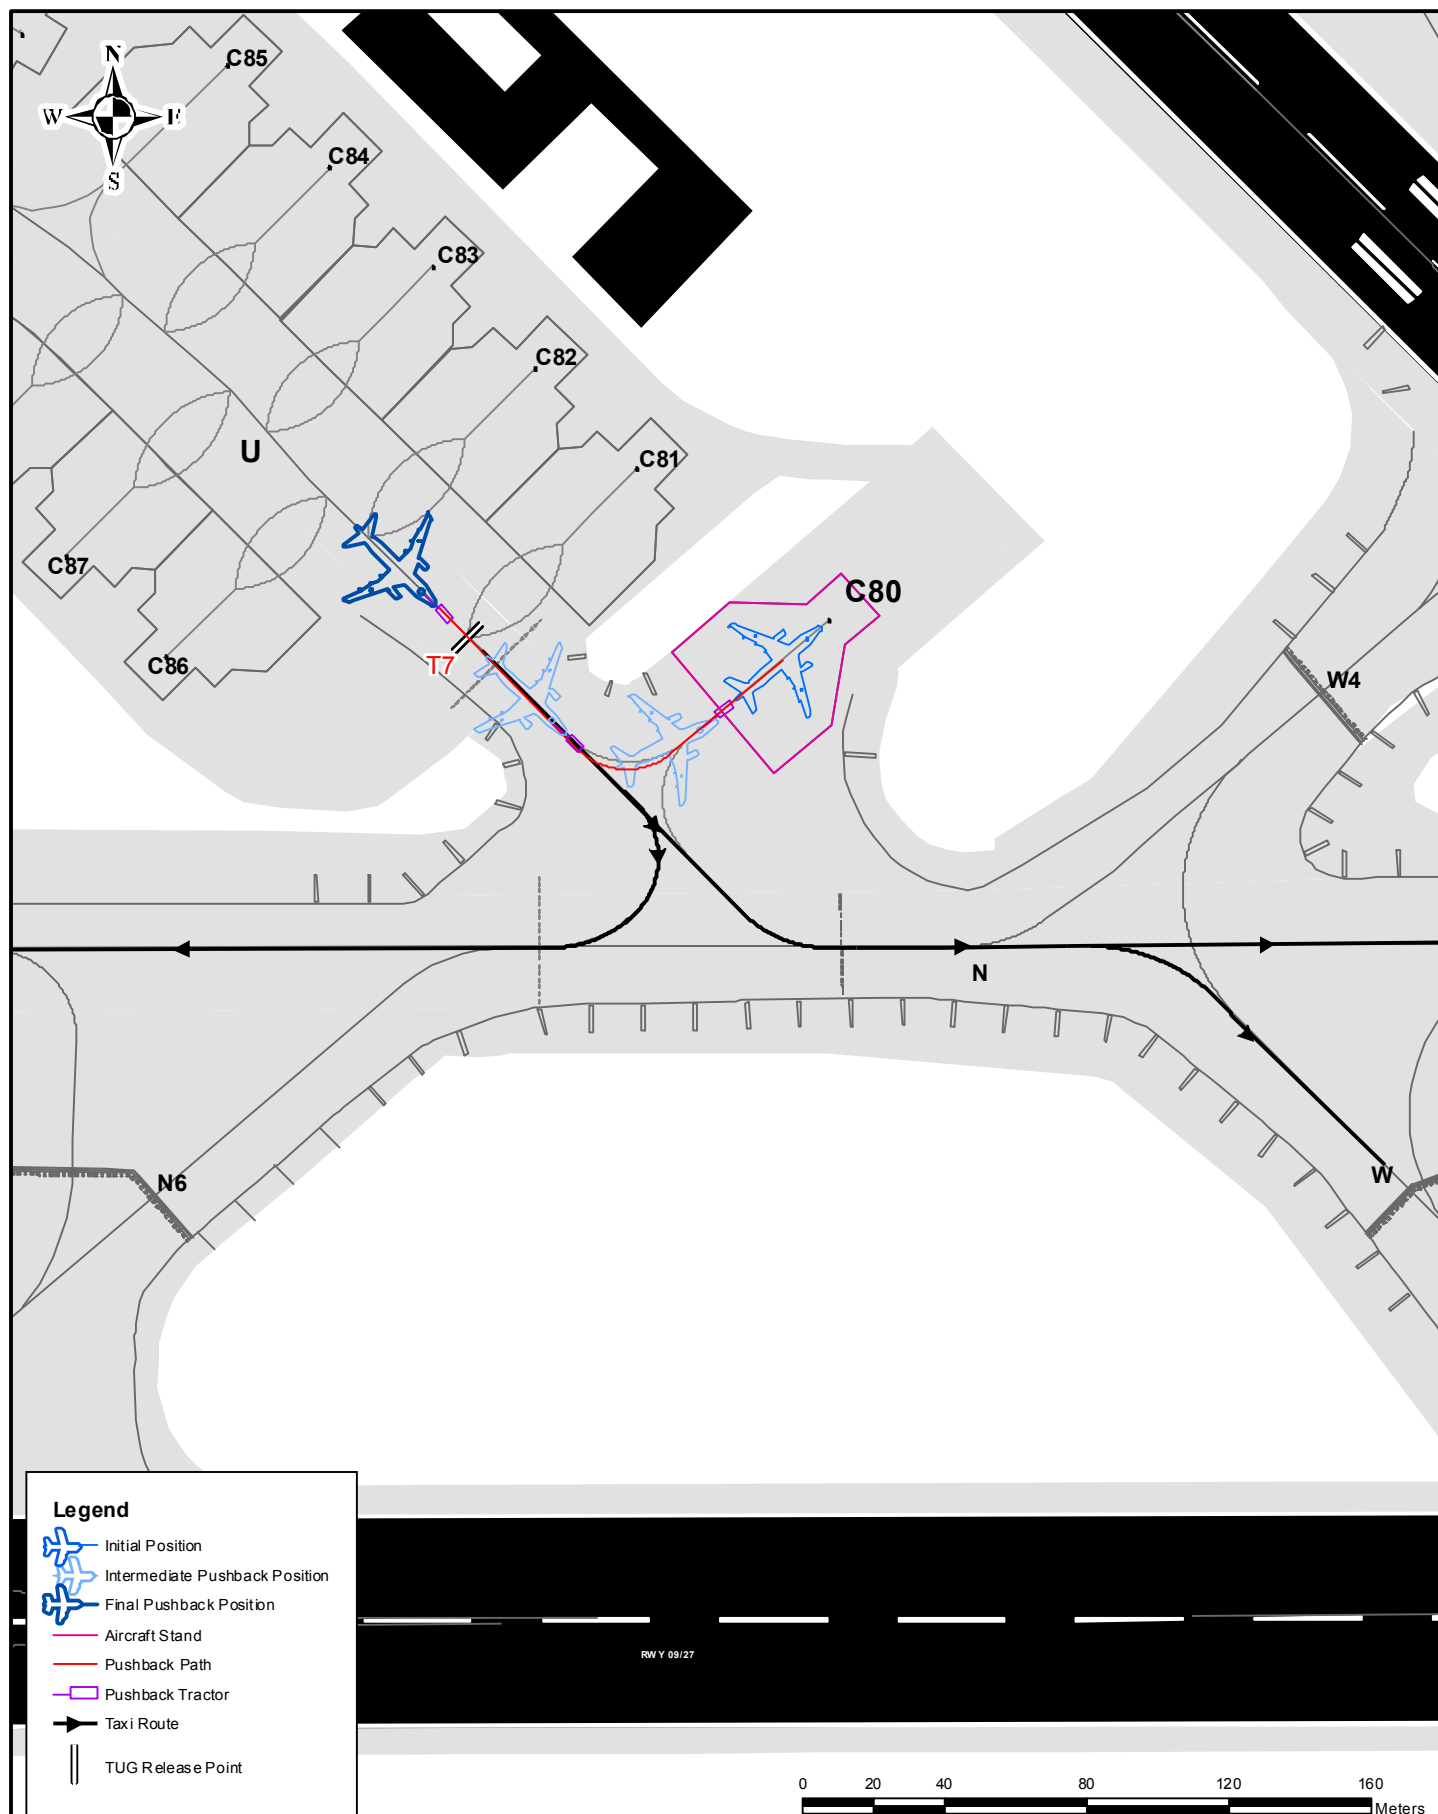 C85
N
W E
S
C84
C83
C82
U
C81
C87
C80
C86
T7
W4
N
N6
W
Legend
Initial Position
Intermediate Pushback Position
Final Pushback Position
Aircraft Stand
Pushback Path
Pushback Tractor
Taxi Route
TUG Release Point
RWY 09/27
0 20 40 80 120 160
Meters